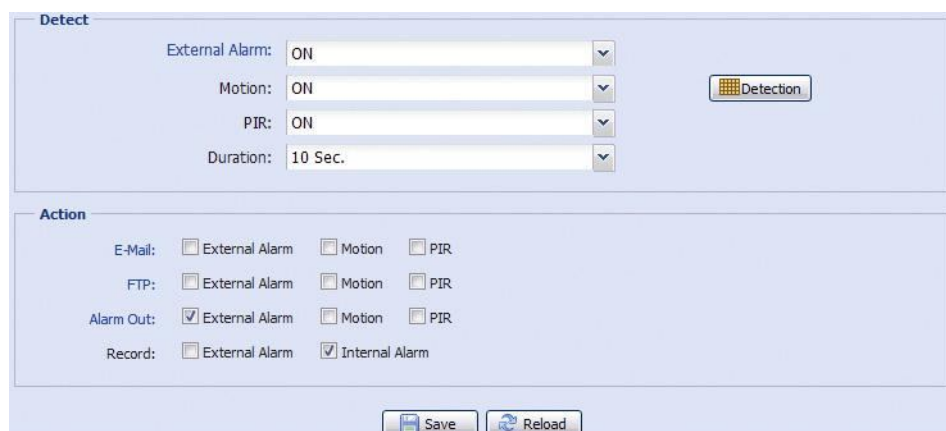 Detect
External Alarm: ON
Motion: ON Detection
PIR: ON
Duration: 10 Sec.
Action
E-Mail: External Alarm Motion PIR
FTP: External Alarm Motion PIR
Alarm Out: External Alarm Motion PIR
Record: External Alarm Internal Alarm
Save Reload